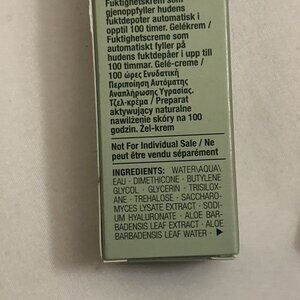 Fuktighetskrem som
gjenoppfyller hudens
fuktdepoter automatisk i
opptil 100 timer. Gelékrem /
Fuktighetscreme som
automatiskt fyller på
hudens fuktdepåer i upp till
100 timmar. Gelé-creme /
100 ώρες Ενυδατική
Περιποίηση Αυτόματης
Αναπλήρωσης Υγρασίας.
Τζελ-κρέμα / Preparat
aktywujący naturalne
nawilżenie skóry na 100
godzin. Żel-krem
Not For Individual Sale / Ne
peut être vendu séparément
INGREDIENTS: WATER\AQUA\
EAU · DIMETHICONE · BUTYLENE
GLYCOL · GLYCERIN · TRISILOX-
ANE · TREHALOSE · SACCHARO-
MYCES LYSATE EXTRACT · SODI-
UM HYALURONATE · ALOE BAR-
BADENSIS LEAF EXTRACT · ALOE
BARBADENSIS LEAF WATER ·